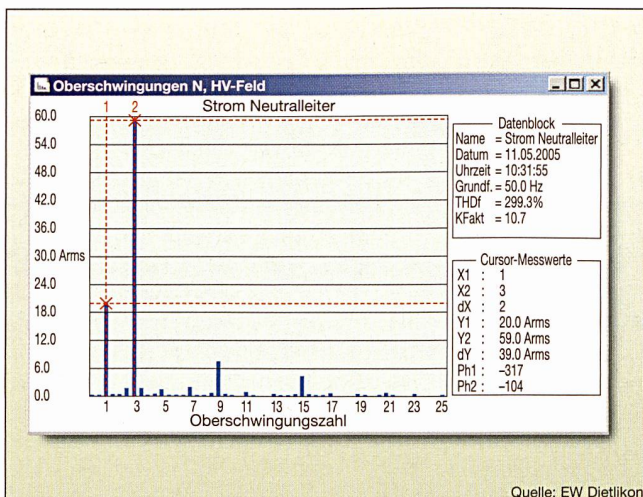 Oberschwingungen N, HV-Feld
1 2
Strom Neutralleiter
60.0
54.0
48.0
42.0
36.0
30.0 Arms
24.0
18.0
12.0
6.0
0.0
1 3 5 7 9 11 13 15 17 19 21 23 25
Oberschwingungszahl
Datenblock
Name = Strom Neutralleiter
Datum = 11.05.2005
Uhrzeit = 10:31:55
Grundf. = 50.0 Hz
THDf = 299.3%
KFakt = 10.7
Cursor-Messwerte
X1 : 1
X2 : 3
dX : 2
Y1 : 20.0 Arms
Y2 : 59.0 Arms
dY : 39.0 Arms
Ph1 : –317
Ph2 : –104
Quelle: EW Dietlikon